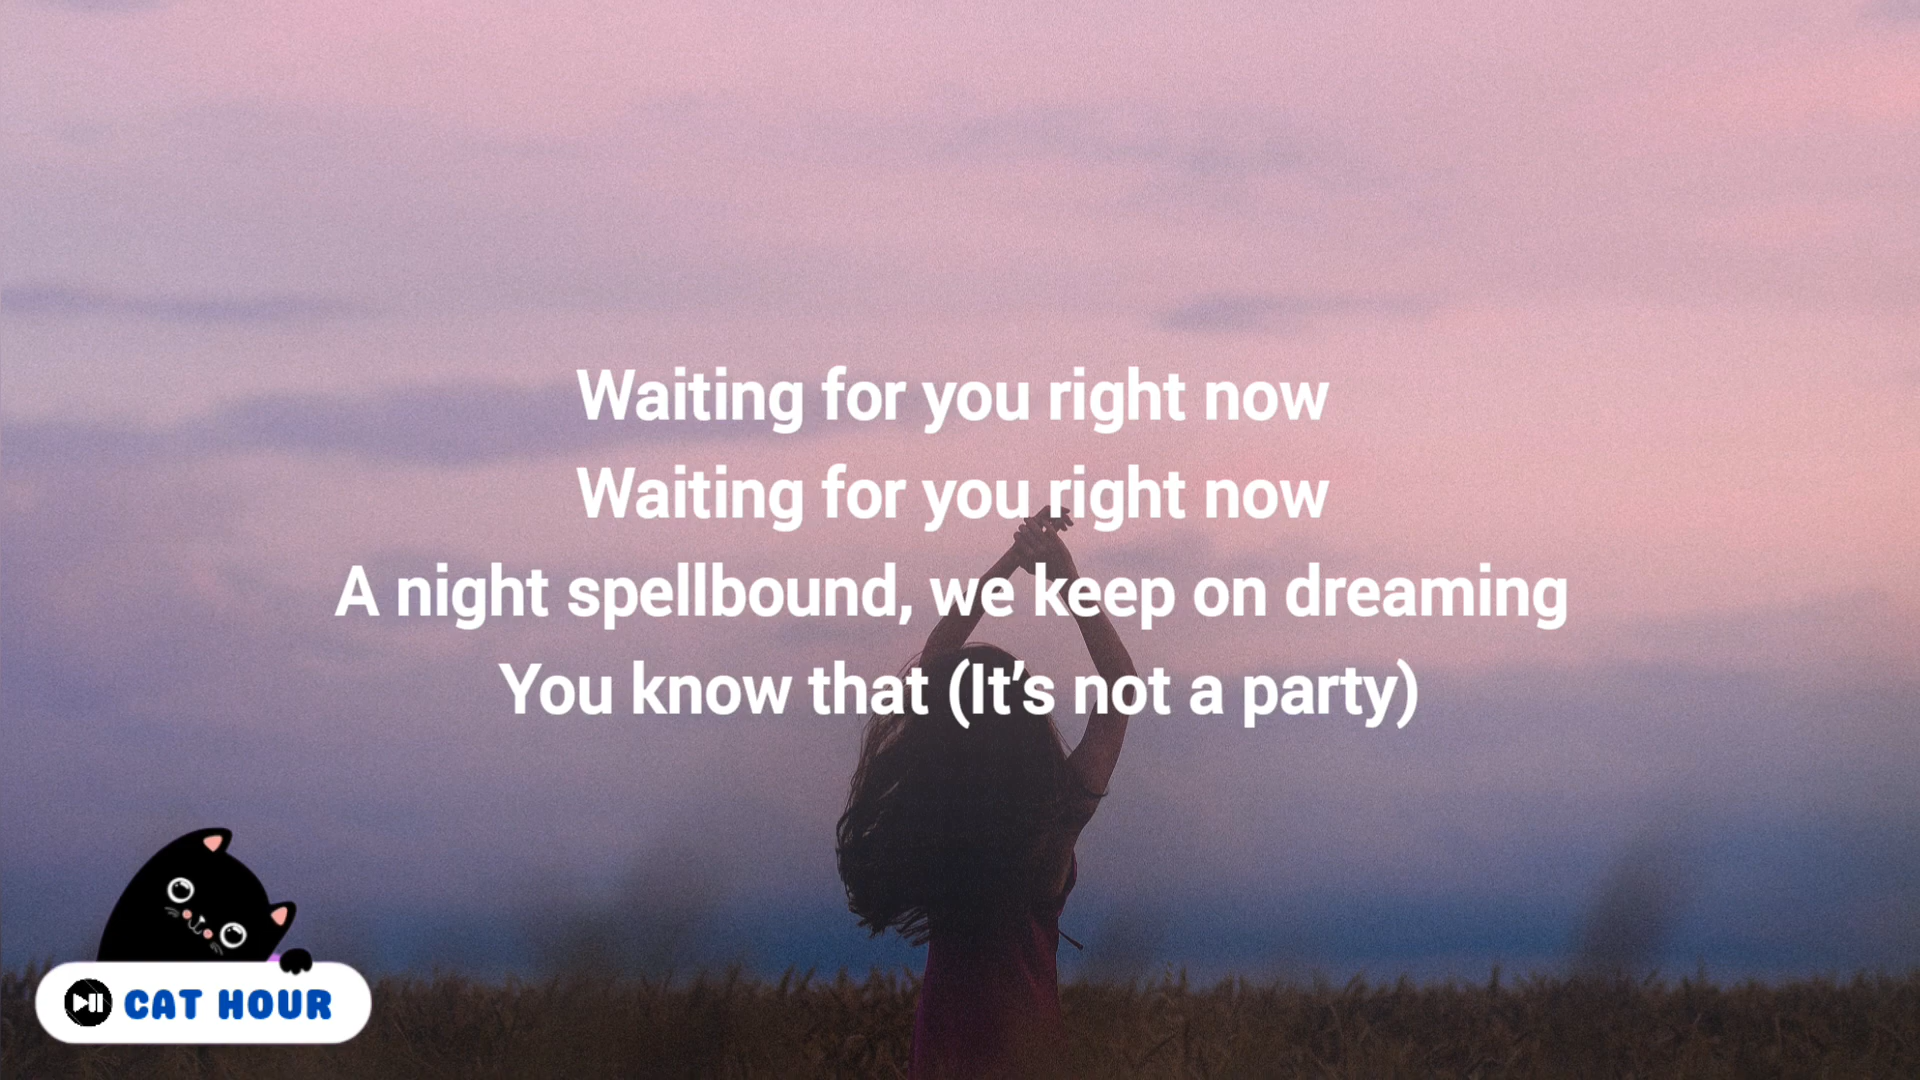 Waiting for you right now
Waiting for you right now
A night spellbound, we keep on dreaming
You know that (It’s not a party)
CAT HOUR